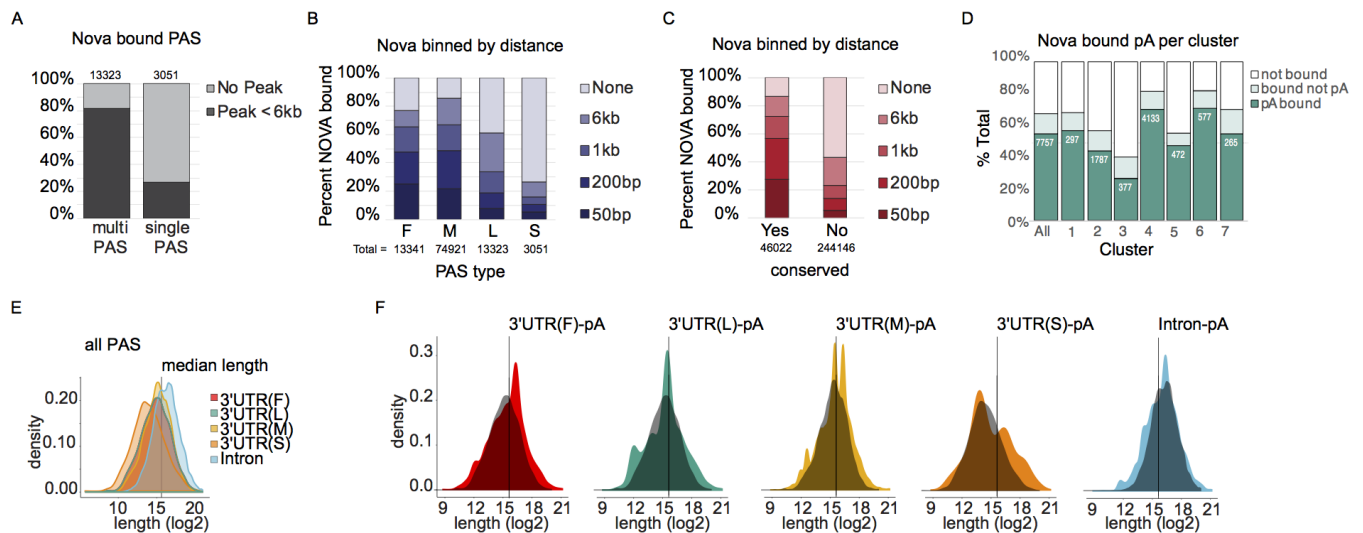 A
Nova bound PAS
13323
3051
100%
80%
60%
40%
20%
0%
No Peak
Peak < 6kb
multi PAS
single PAS
B
Nova binned by distance
Percent NOVA bound
100%
80%
60%
40%
20%
0%
None
6kb
1kb
200bp
50bp
F M L S
Total = 13341 74921 13323 3051
PAS type
C
Nova binned by distance
Percent NOVA bound
100%
80%
60%
40%
20%
0%
None
6kb
1kb
200bp
50bp
Yes No
46022 244146
conserved
D
Nova bound pA per cluster
% Total
100%
80%
60%
40%
20%
0%
7757
297
1787
377
4133
472
577
265
not bound
bound not pA
pA bound
All 1 2 3 4 5 6 7
Cluster
E
all PAS
median length
density
0.20
0.10
0.00
3'UTR(F)
3'UTR(L)
3'UTR(M)
3'UTR(S)
Intron
10 15 20
length (log2)
F
3'UTR(F)-pA
3'UTR(L)-pA
3'UTR(M)-pA
3'UTR(S)-pA
Intron-pA
density
0.3
0.2
0.1
0.0
9 12 15 18 21
length (log2)
9 12 15 18 21
length (log2)
9 12 15 18 21
length (log2)
9 12 15 18 21
length (log2)
9 12 15 18 21
length (log2)